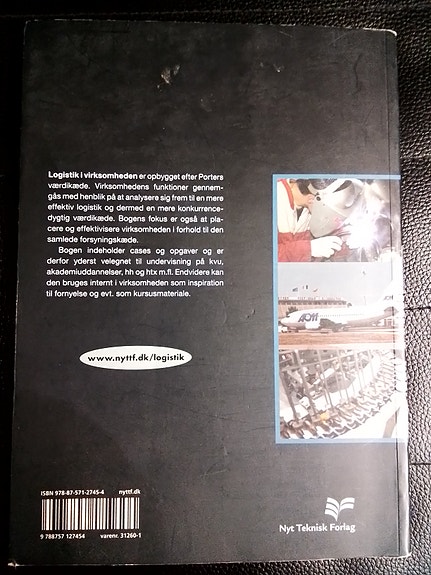 Logistik i virksomheden er opbygget efter Porters
værdikæde. Virksomhedens funktioner gennem-
gås med henblik på at analysere sig frem til en mere
effektiv logistik og dermed en mere konkurrence-
dygtig værdikæde. Bogens fokus er også at pla-
cere og effektivisere virksomheden i forhold til den
samlede forsyningskæde.
Bogen indeholder cases og opgaver og er
derfor yderst velegnet til undervisning på kvu,
akademiuddannelser, hh og htx m.fl. Endvidere kan
den bruges internt i virksomheden som inspiration
til fornyelse og evt. som kursusmateriale.
www.nyttf.dk/logistik
ISBN 978-87-571-2745-4 nyttf.dk
9 788757 127454 varenr. 31260-1
Nyt Teknisk Forlag